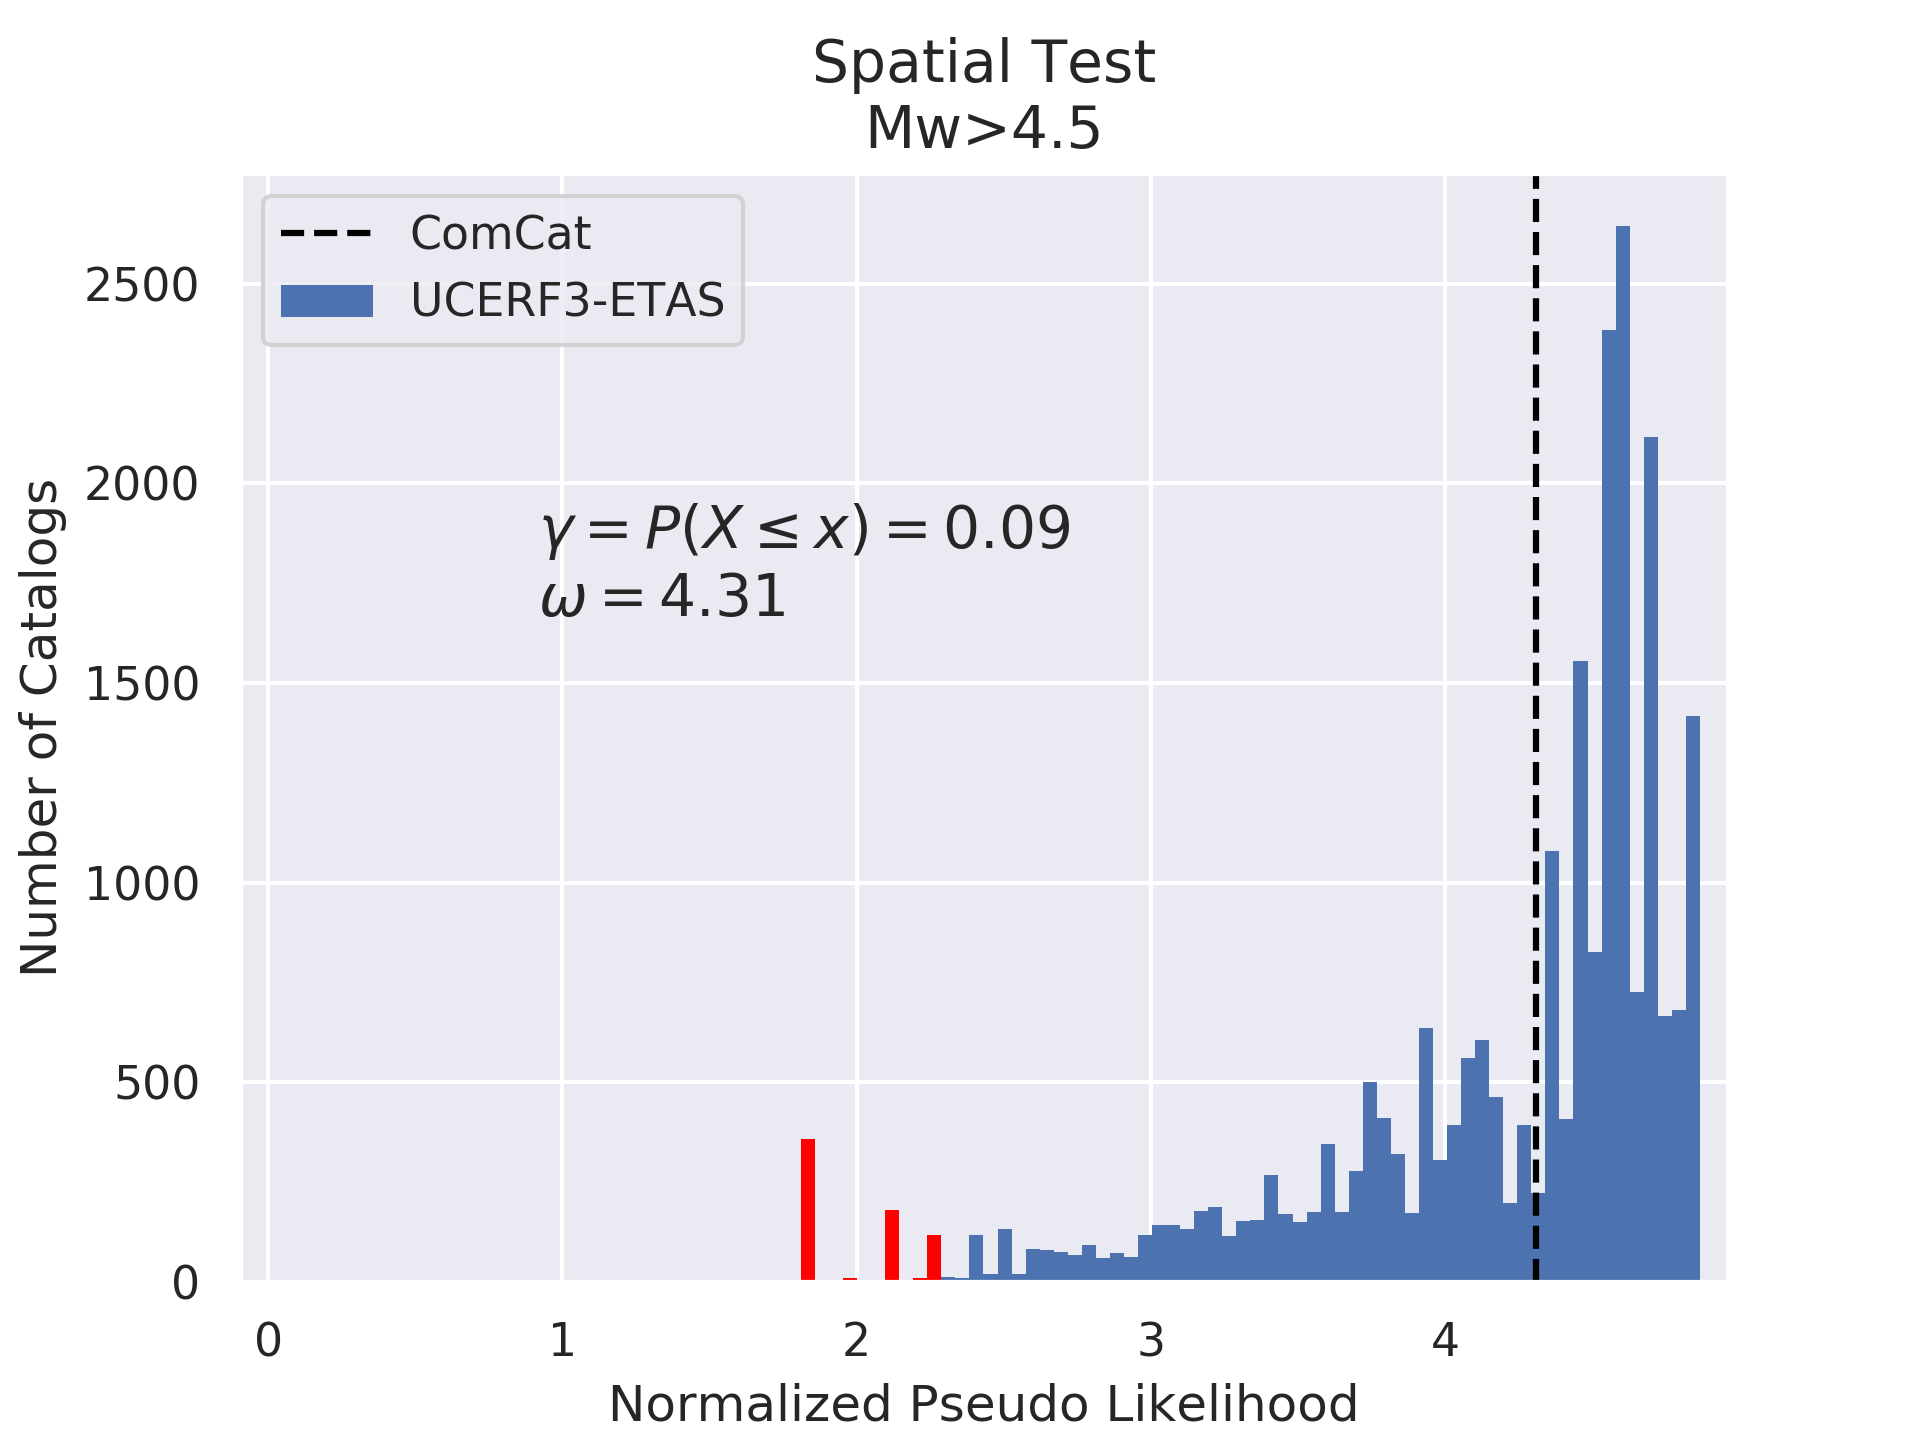 Spatial Test
Mw>4.5
ComCat
UCERF3-ETAS
γ = P(X ≤ x) = 0.09
ω = 4.31
Number of Catalogs
2500
2000
1500
1000
500
0
0 1 2 3 4
Normalized Pseudo Likelihood